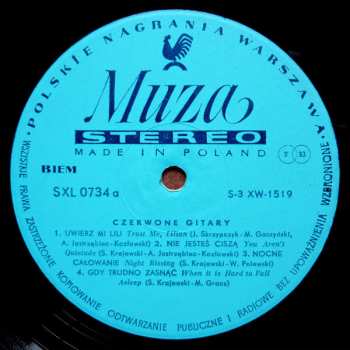 POLSKIE NAGRANIA WARSZAWA
Muza
STEREO
MADE IN POLAND
BIEM
SXL 0734 a
S-3 XW-1519
CZERWONE GITARY
1. UWIERZ MI LILI Trust Me, Lilian (J. Skrzypczyk-M. Gaszyński,
A. Jastrzębiec-Kozłowski) 2. NIE JESTEŚ CISZĄ You Aren't
Quietude (S. Krajewski-A. Jastrzębiec-Kozłowski) 3. NOCNE
CAŁOWANIE Night Kissing (S. Krajewski-W. Polowski)
4. GDY TRUDNO ZASNĄĆ When it is Hard to Fall
Asleep (S. Krajewski-M. Gracz)
WSZYSTKIE PRAWA ZASTRZEŻONE KOPIOWANIE ODTWARZANIE PUBLICZNE I RADIOWE BEZ UPOWAŻNIENIA WZBRONIONE